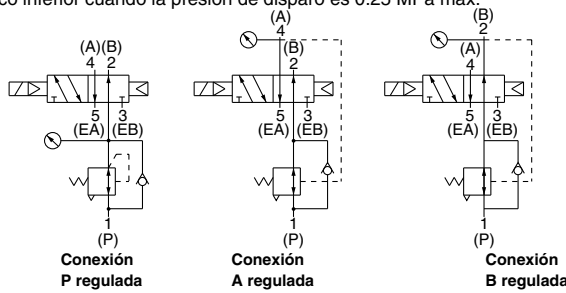 co inferior cuando la presión de disparo es 0.25 MPa máx.
(A) (B)
(A)(B) 4 (B) 2
4 2 2 (A) 4
5 3 5 3 5 3
(EA) (EB) (EA) (EB) (EA) (EB)
1 1 1
(P) (P) (P)
Conexión Conexión Conexión
P regulada A regulada B regulada